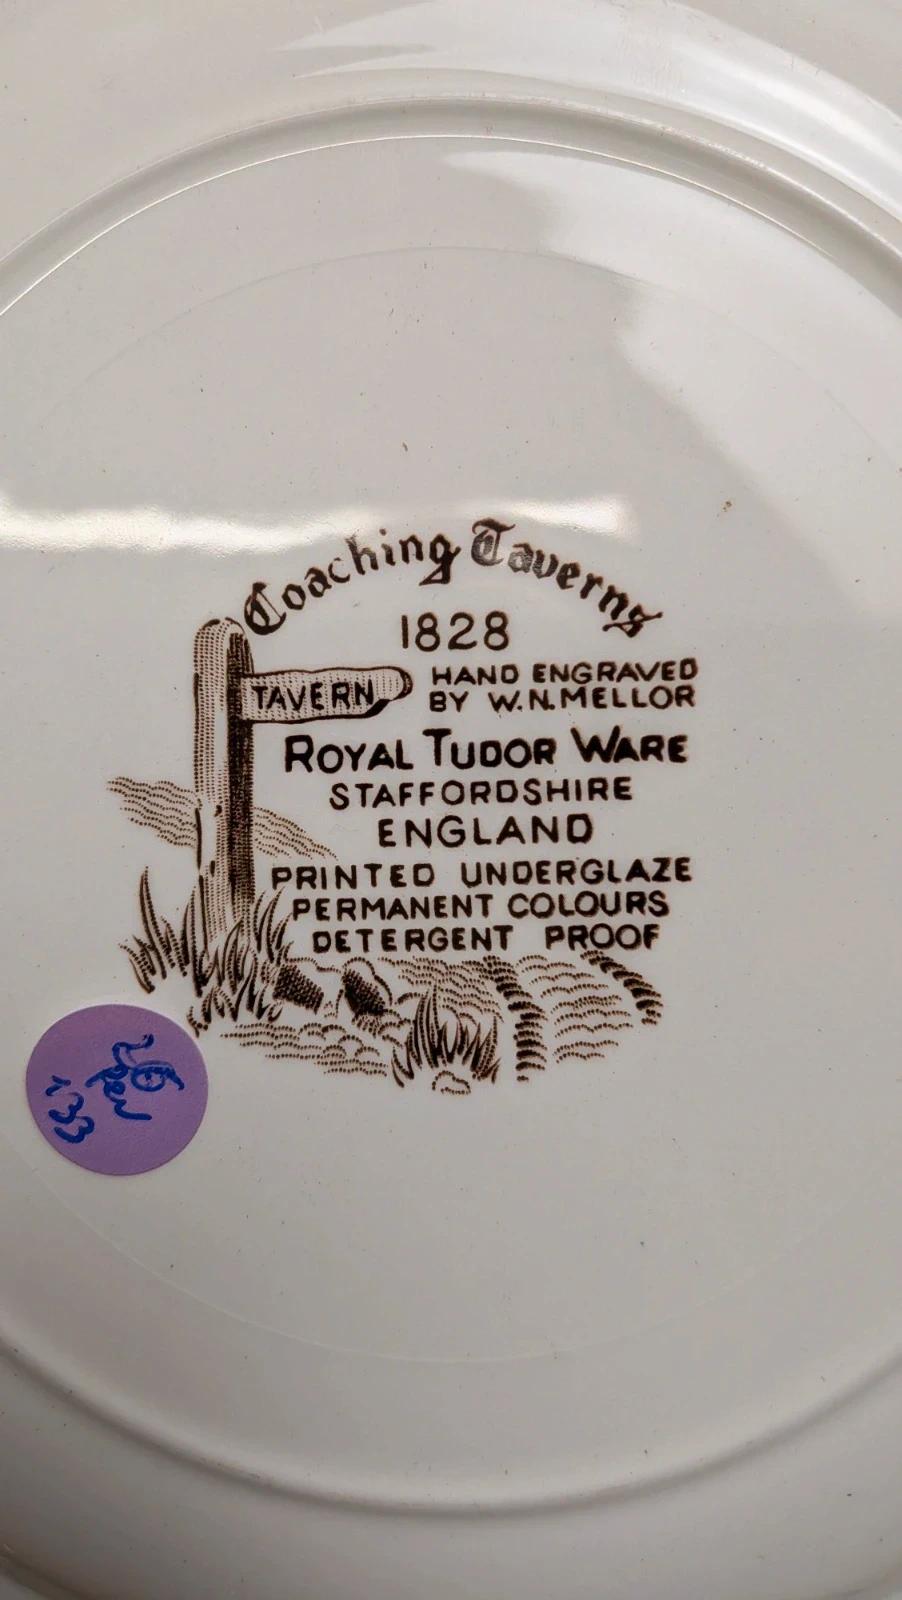 Coaching Taverns
1828
TAVERN
HAND ENGRAVED
BY W.N. MELLOR
ROYAL TUDOR WARE
STAFFORDSHIRE
ENGLAND
PRINTED UNDERGLAZE
PERMANENT COLOURS
DETERGENT PROOF
133